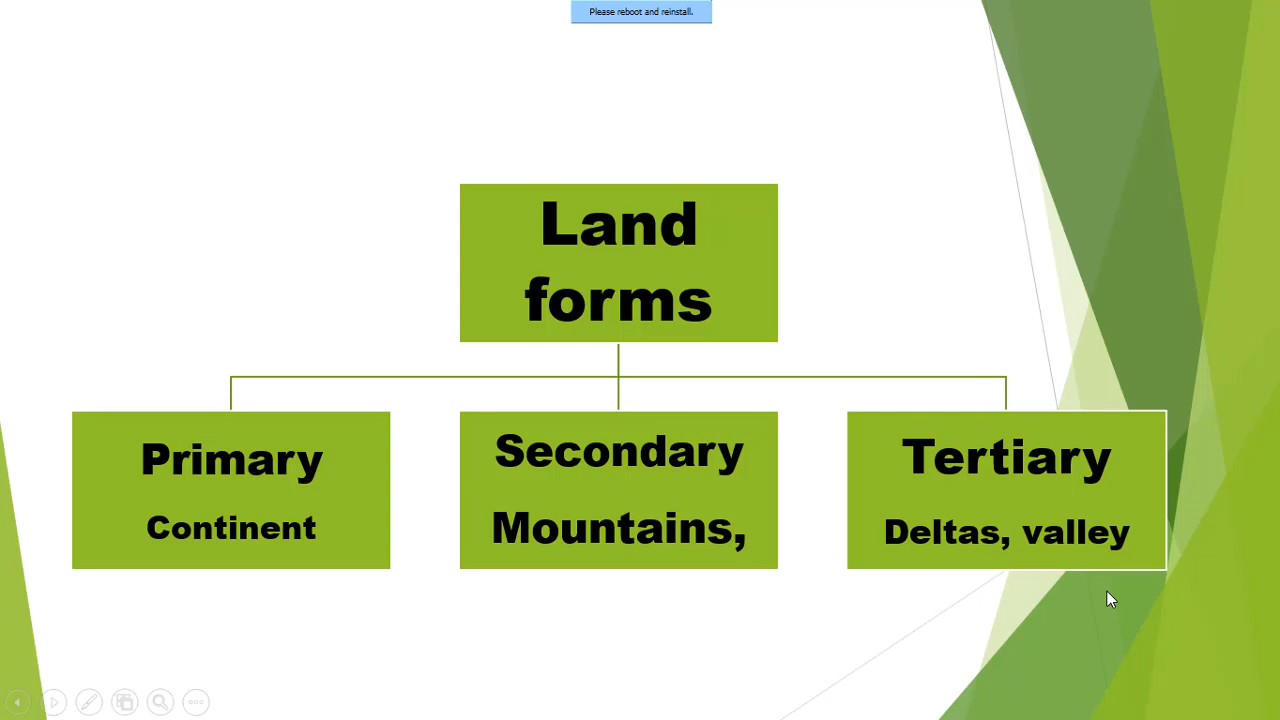 Please reboot and reinstall.
Land
forms
Primary
Continent
Secondary
Mountains,
Tertiary
Deltas, valley